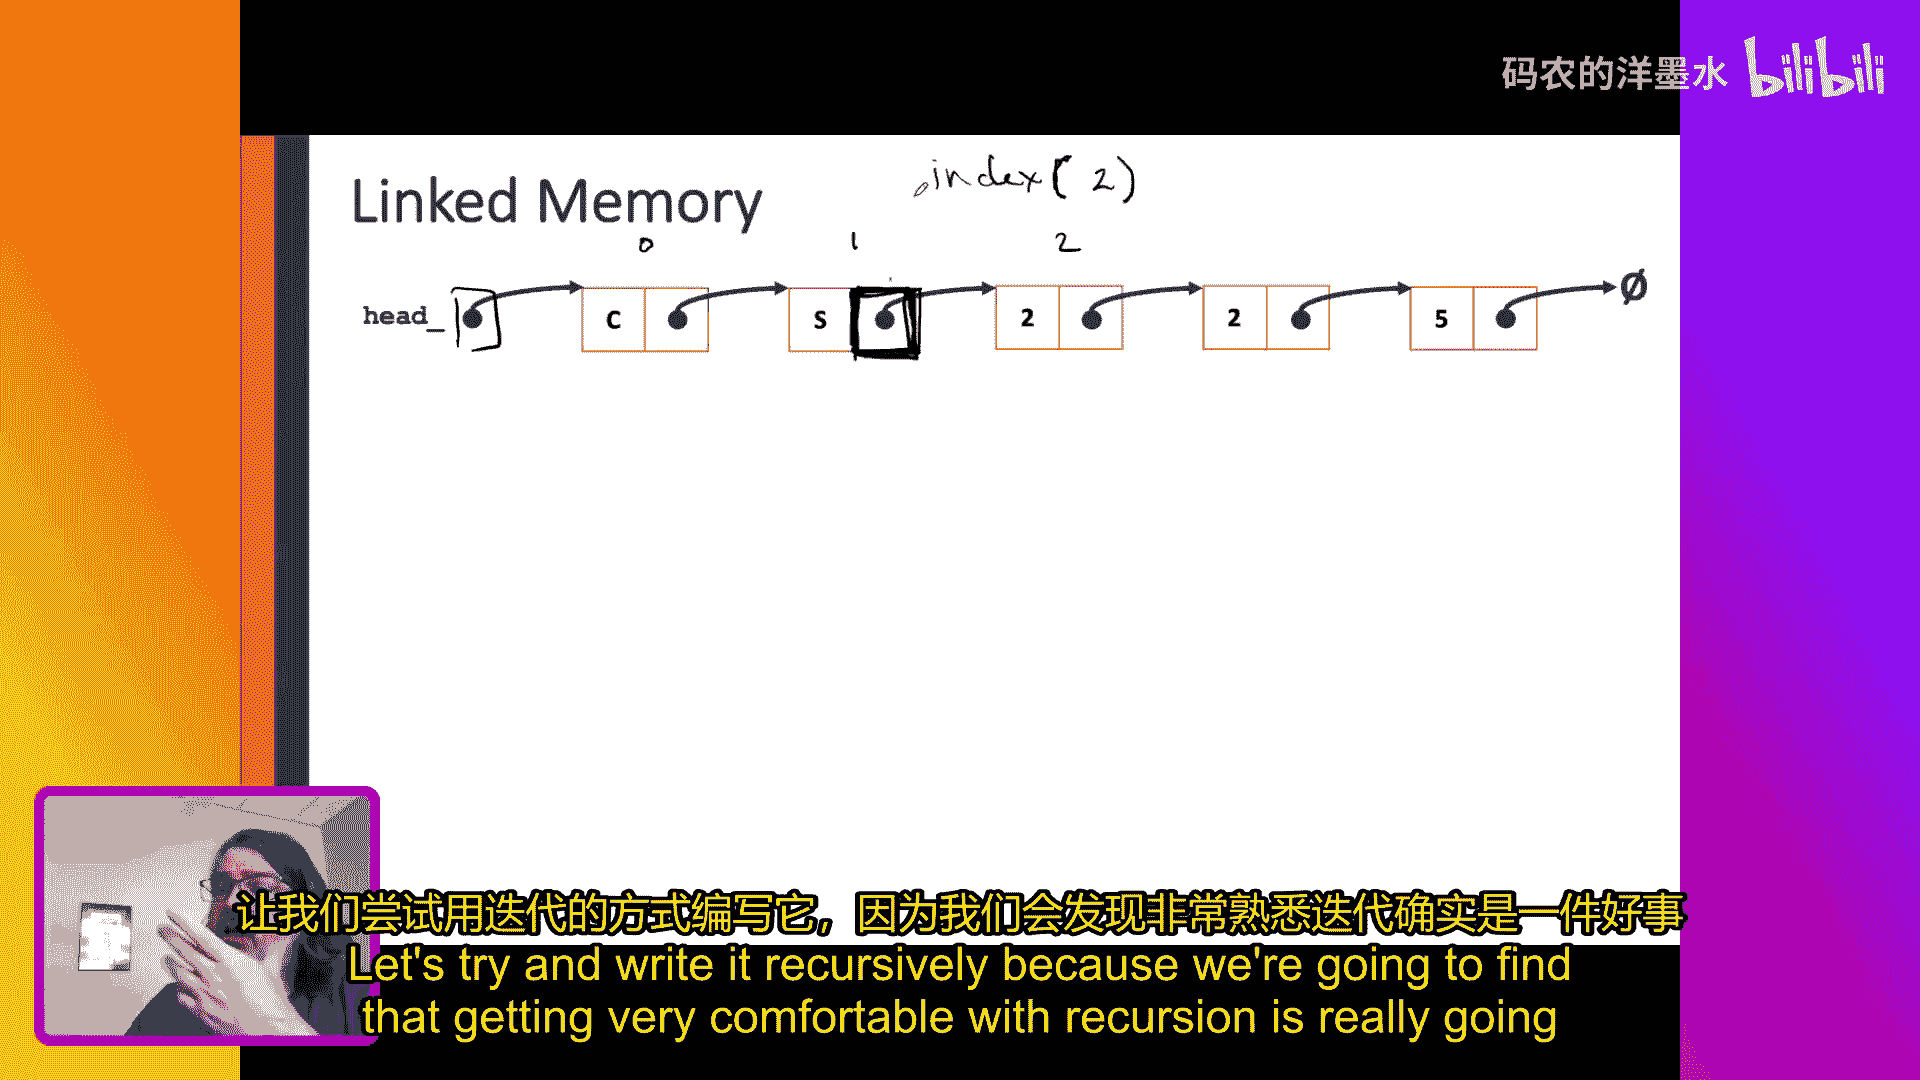 码农的洋墨水 bilibili
.index( 2)
Linked Memory
0 1 2
head_ C S 2 2 5 Ø
让我们尝试用迭代的方式编写它，因为我们会发现非常熟悉迭代确实是一件好事
Let's try and write it recursively because we're going to find
that getting very comfortable with recursion is really going